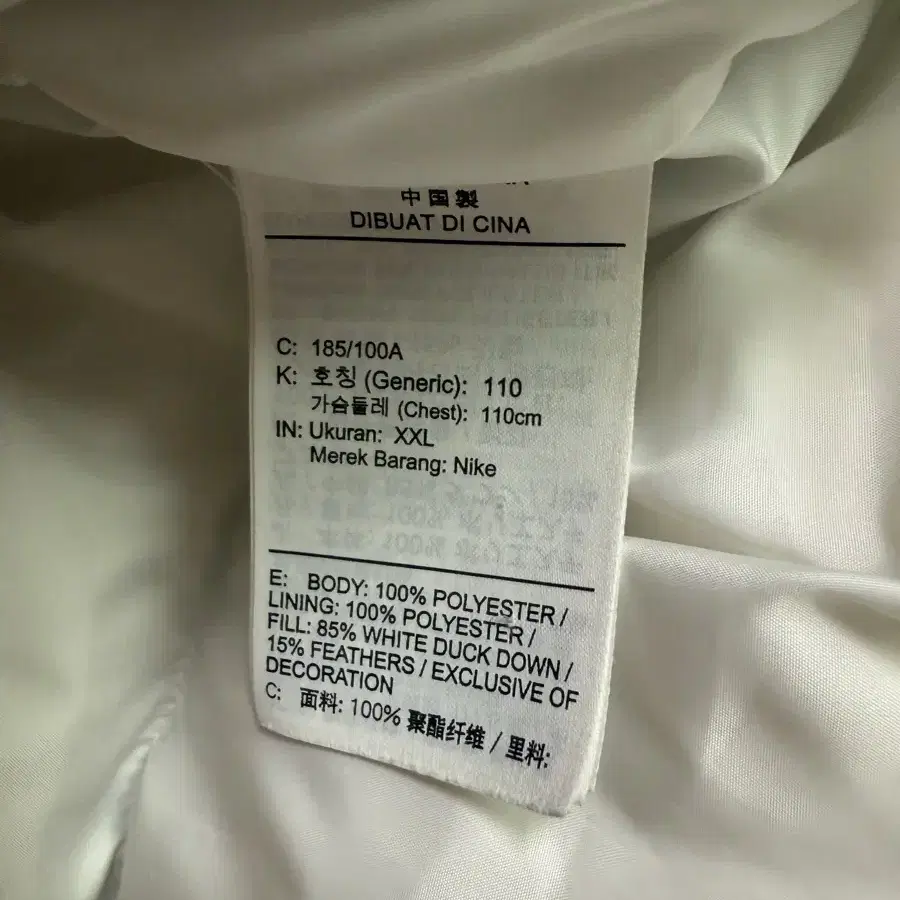 中国製
DIBUAT DI CINA
C: 185/100A
K: 호칭 (Generic): 110
가슴둘레 (Chest): 110cm
IN: Ukuran: XXL
Merek Barang: Nike
E: BODY: 100% POLYESTER /
LINING: 100% POLYESTER /
FILL: 85% WHITE DUCK DOWN /
15% FEATHERS / EXCLUSIVE OF
DECORATION
C: 面料: 100% 聚酯纤维 / 里料: